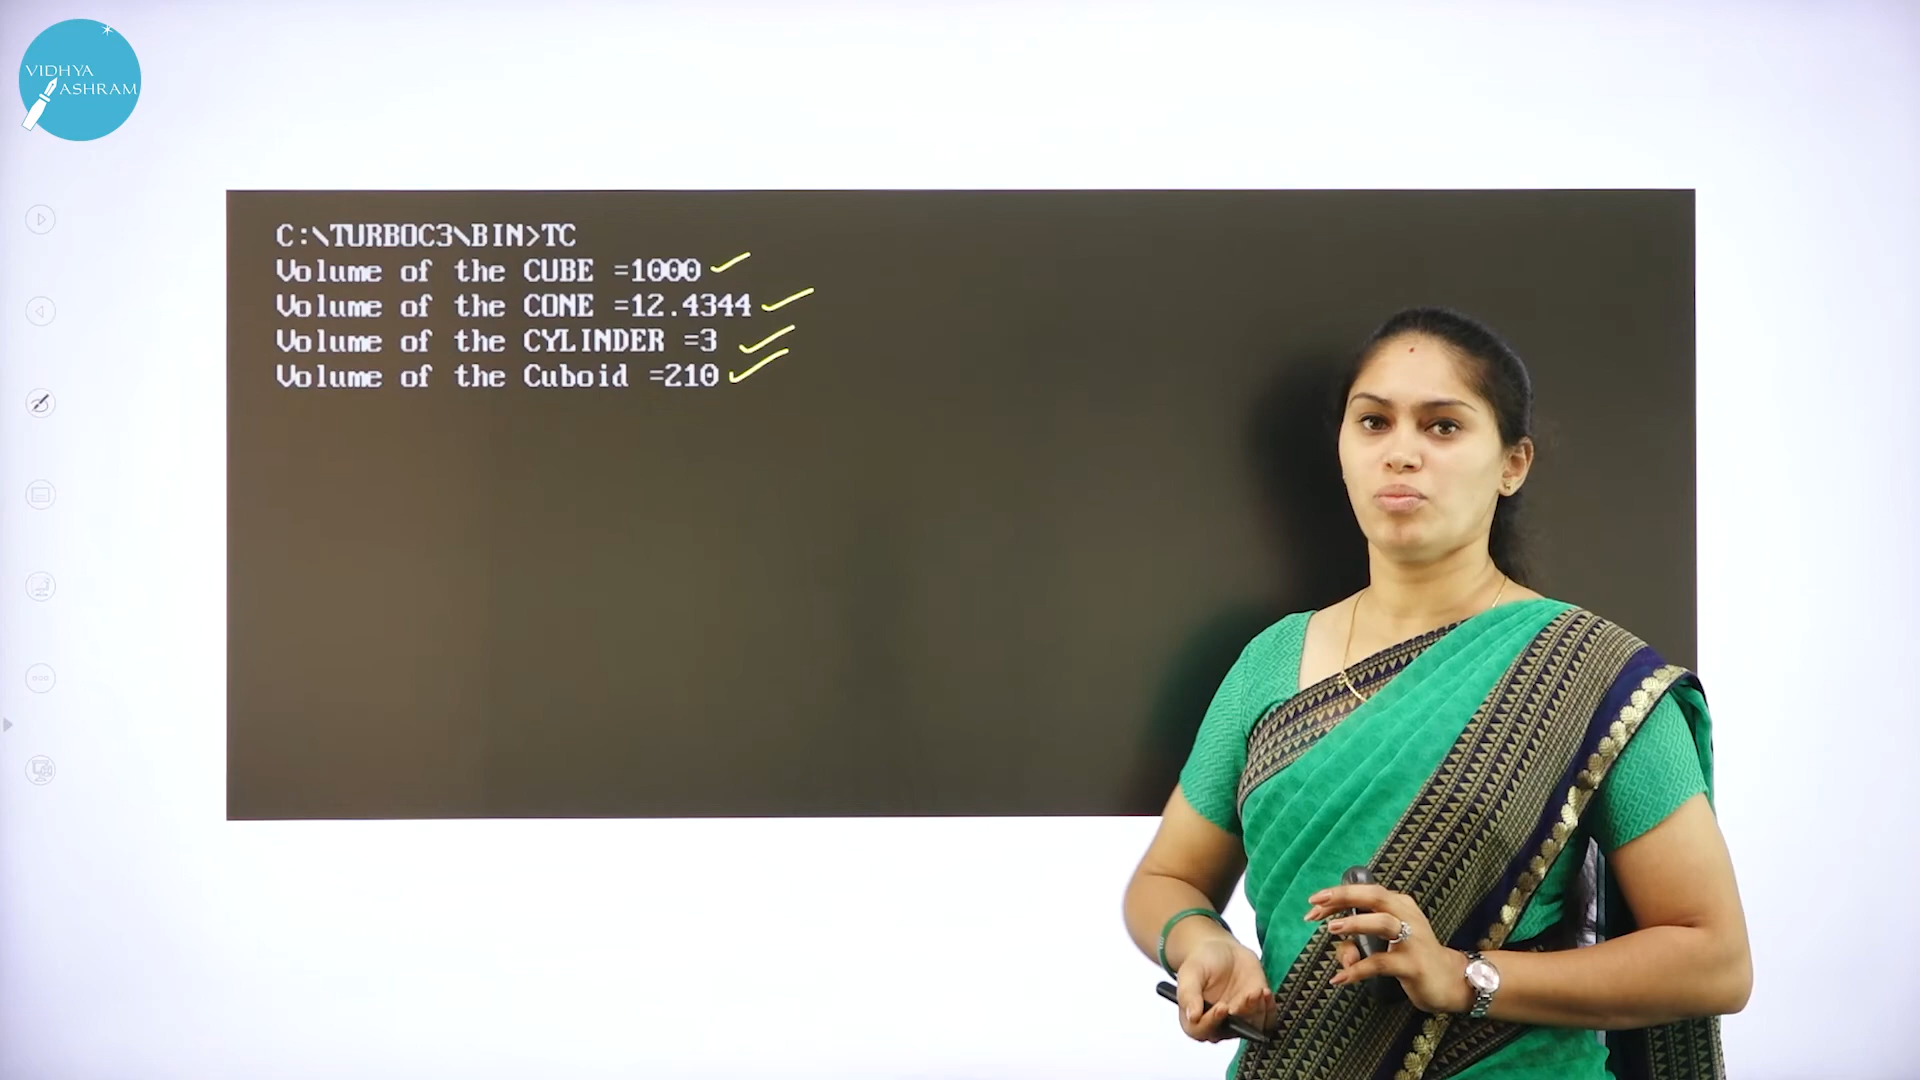 VIDHYA
ASHRAM
C:\TURBOC3\BIN>TC
Volume of the CUBE =1000
Volume of the CONE =12.4344
Volume of the CYLINDER =3
Volume of the Cuboid =210